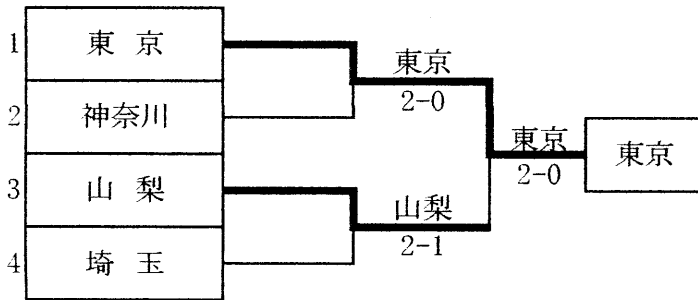 1 東 京
2 神奈川
3 山 梨
4 埼 玉
東京
2-0
山梨
2-1
東京
2-0
東京